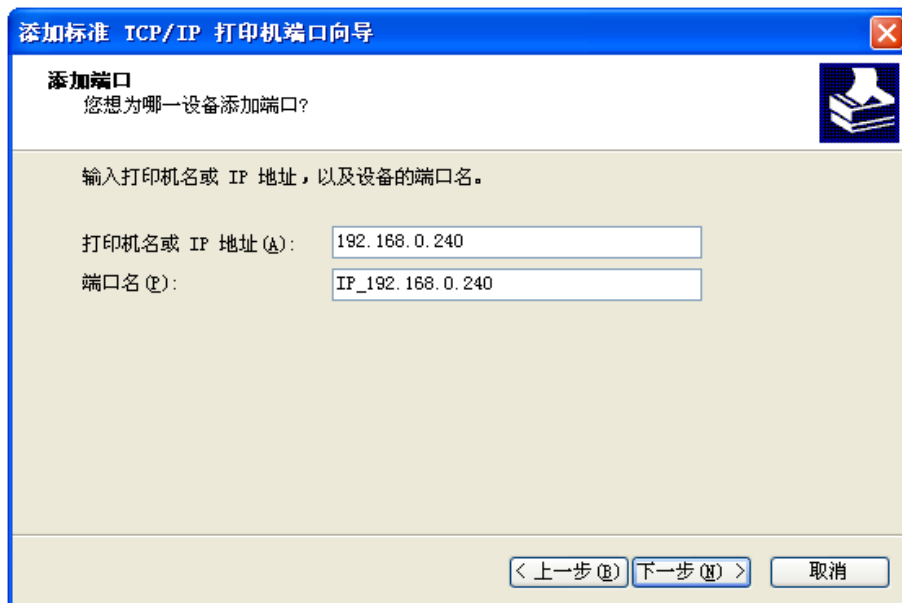 添加标准 TCP/IP 打印机端口向导
添加端口
您想为哪一设备添加端口?
输入打印机名或 IP 地址，以及设备的端口名。
打印机名或 IP 地址(A): 192.168.0.240
端口名(P): IP_192.168.0.240
< 上一步(B) 下一步(N) > 取消